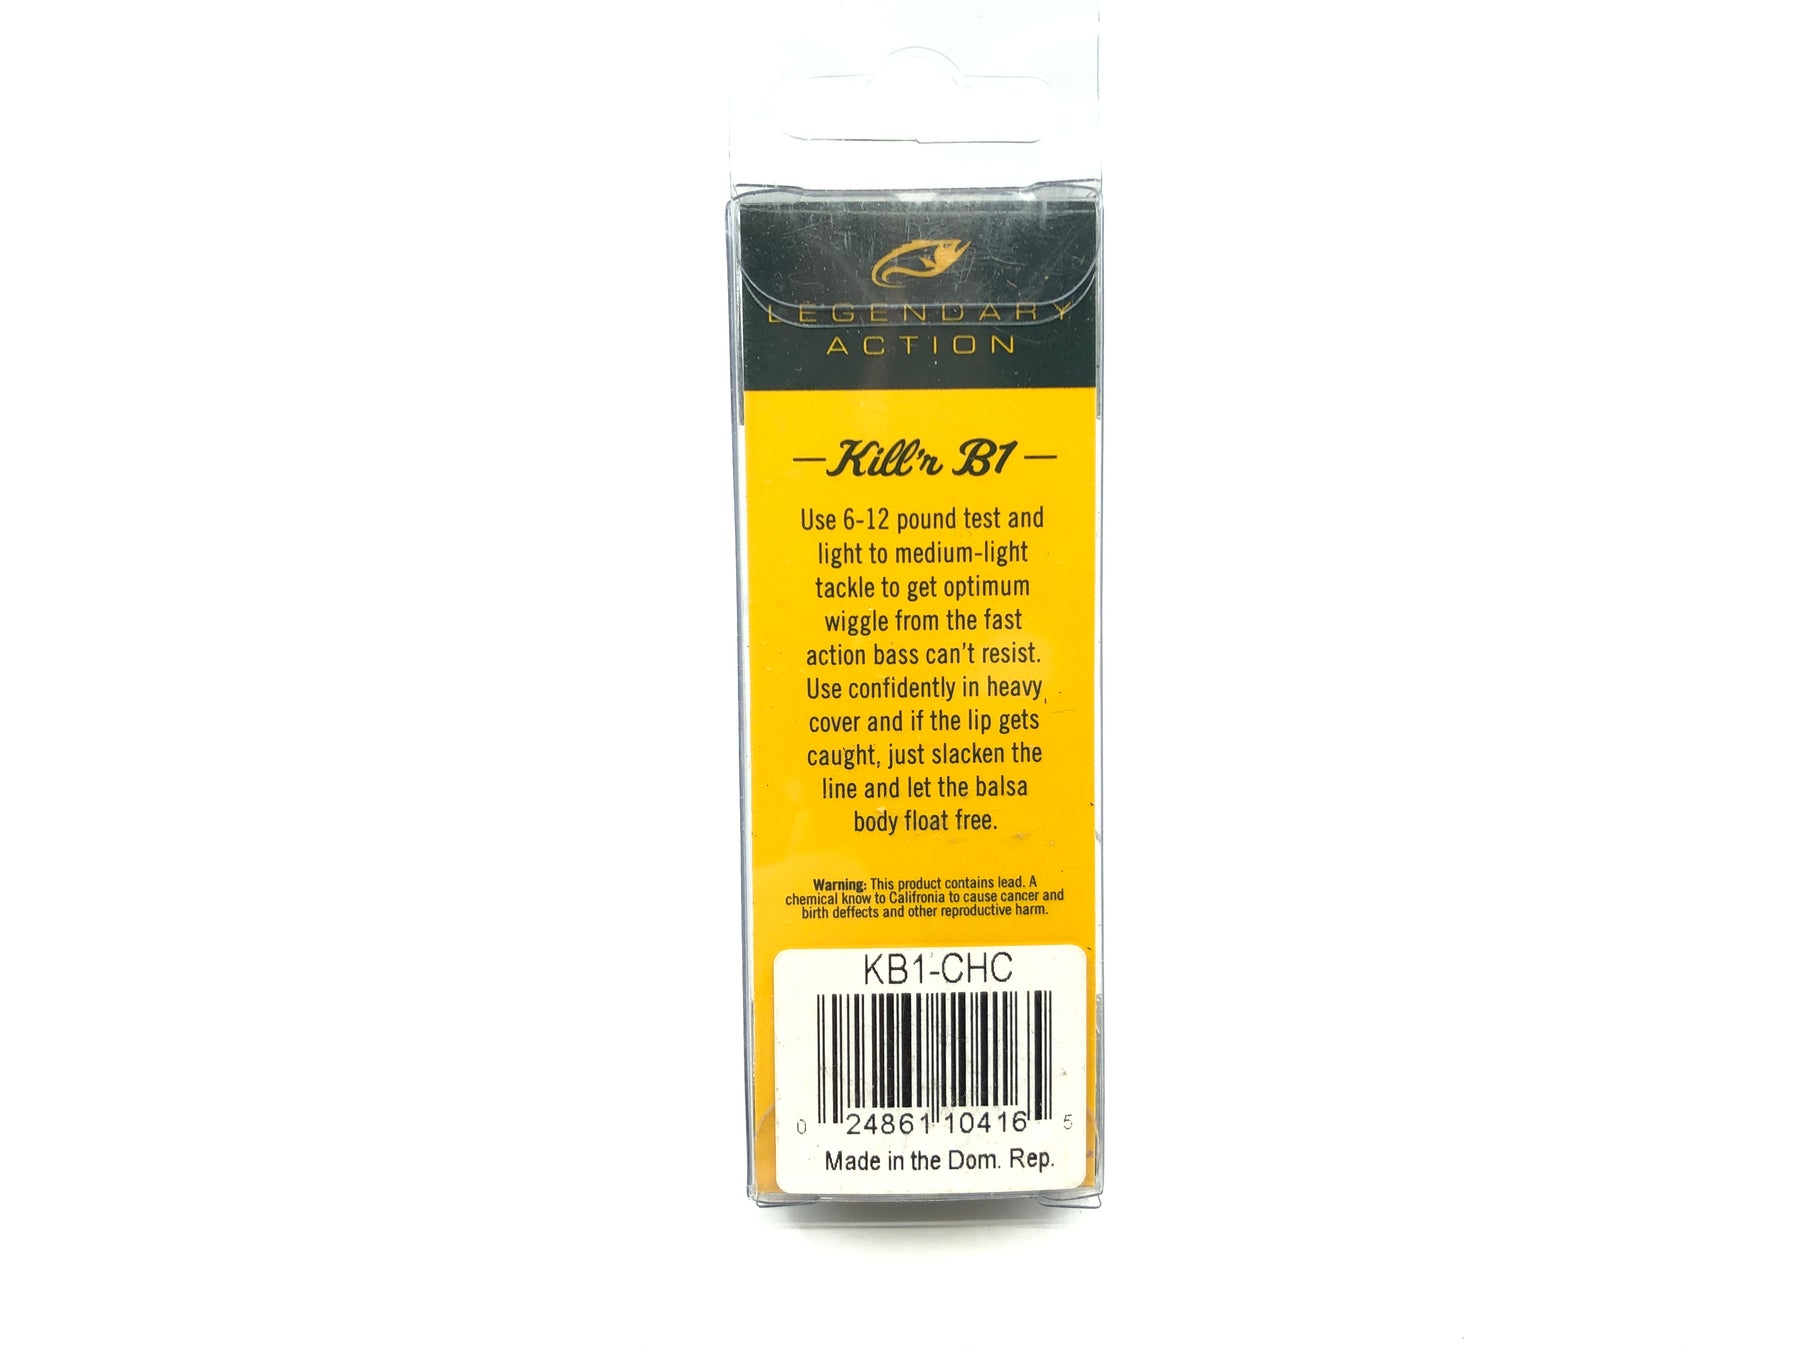 LEGENDARY
ACTION
Kill'r B1
Use 6-12 pound test and
light to medium-light
tackle to get optimum
wiggle from the fast
action bass can't resist.
Use confidently in heavy
cover and if the lip gets
caught, just slacken the
line and let the balsa
body float free.
Warning: This product contains lead. A
chemical know to Califronia to cause cancer and
birth deffects and other reproductive harm.
KB1-CHC
0 24861 10416 5
Made in the Dom. Rep.